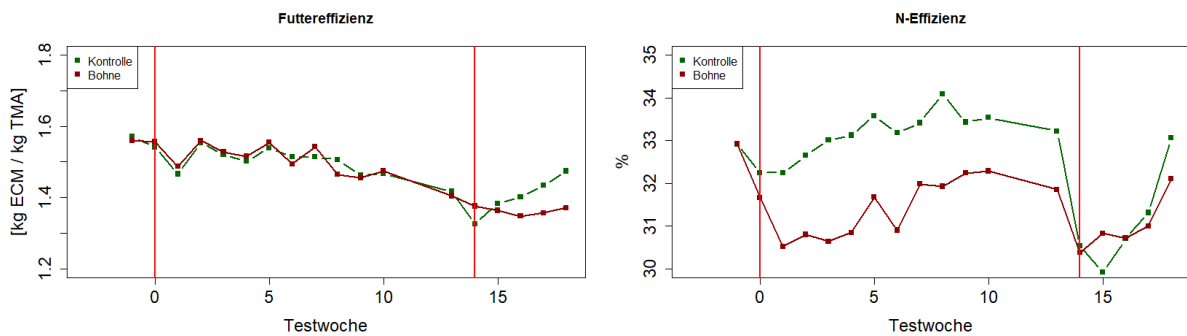 Futtereffizienz
[kg ECM / kg TMA]
1.8
1.6
1.4
1.2
Kontrolle
Bohne
0 5 10 15
Testwoche
N-Effizienz
%
35
34
33
32
31
30
Kontrolle
Bohne
0 5 10 15
Testwoche